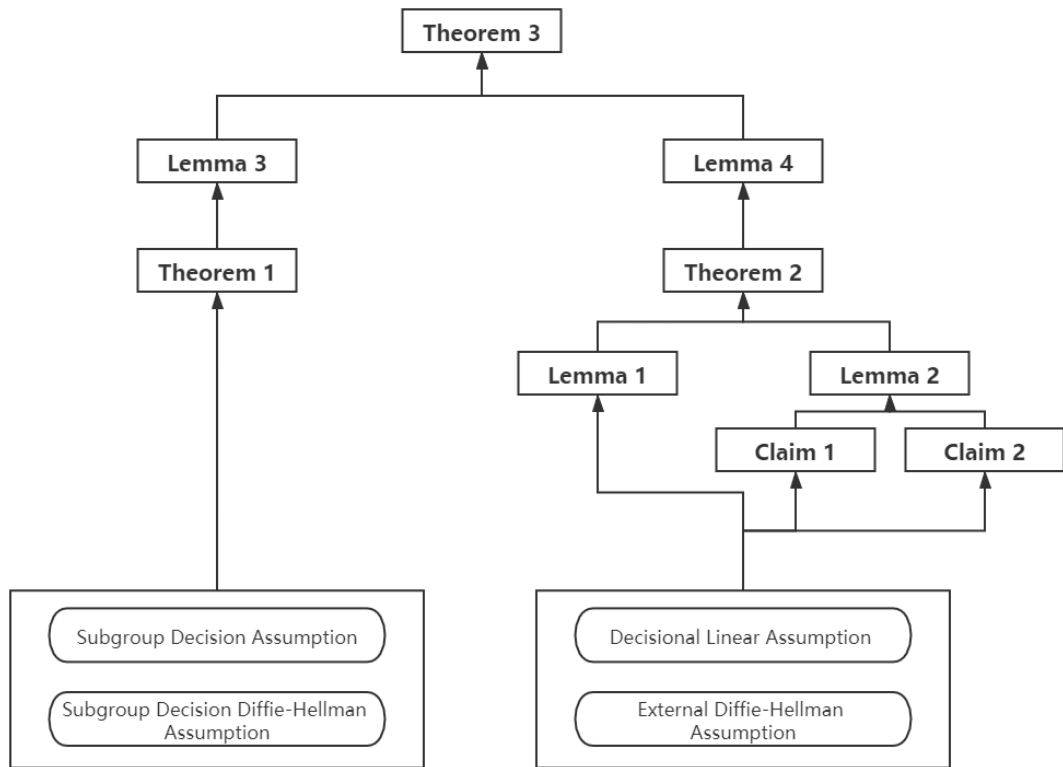 Theorem 3
Lemma 3
Lemma 4
Theorem 1
Theorem 2
Lemma 1
Lemma 2
Claim 1
Claim 2
Subgroup Decision Assumption
Decisional Linear Assumption
Subgroup Decision Diffie-Hellman
Assumption
External Diffie-Hellman
Assumption